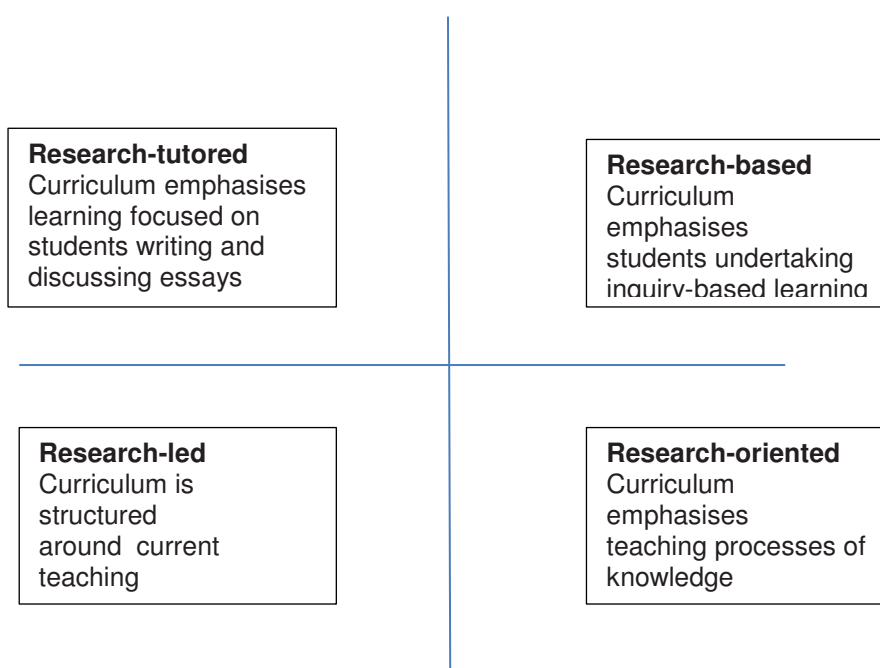 Research-tutored
Curriculum emphasises
learning focused on
students writing and
discussing essays
Research-based
Curriculum
emphasises
students undertaking
inquiry-based learning
Research-led
Curriculum is
structured
around current
teaching
Research-oriented
Curriculum
emphasises
teaching processes of
knowledge